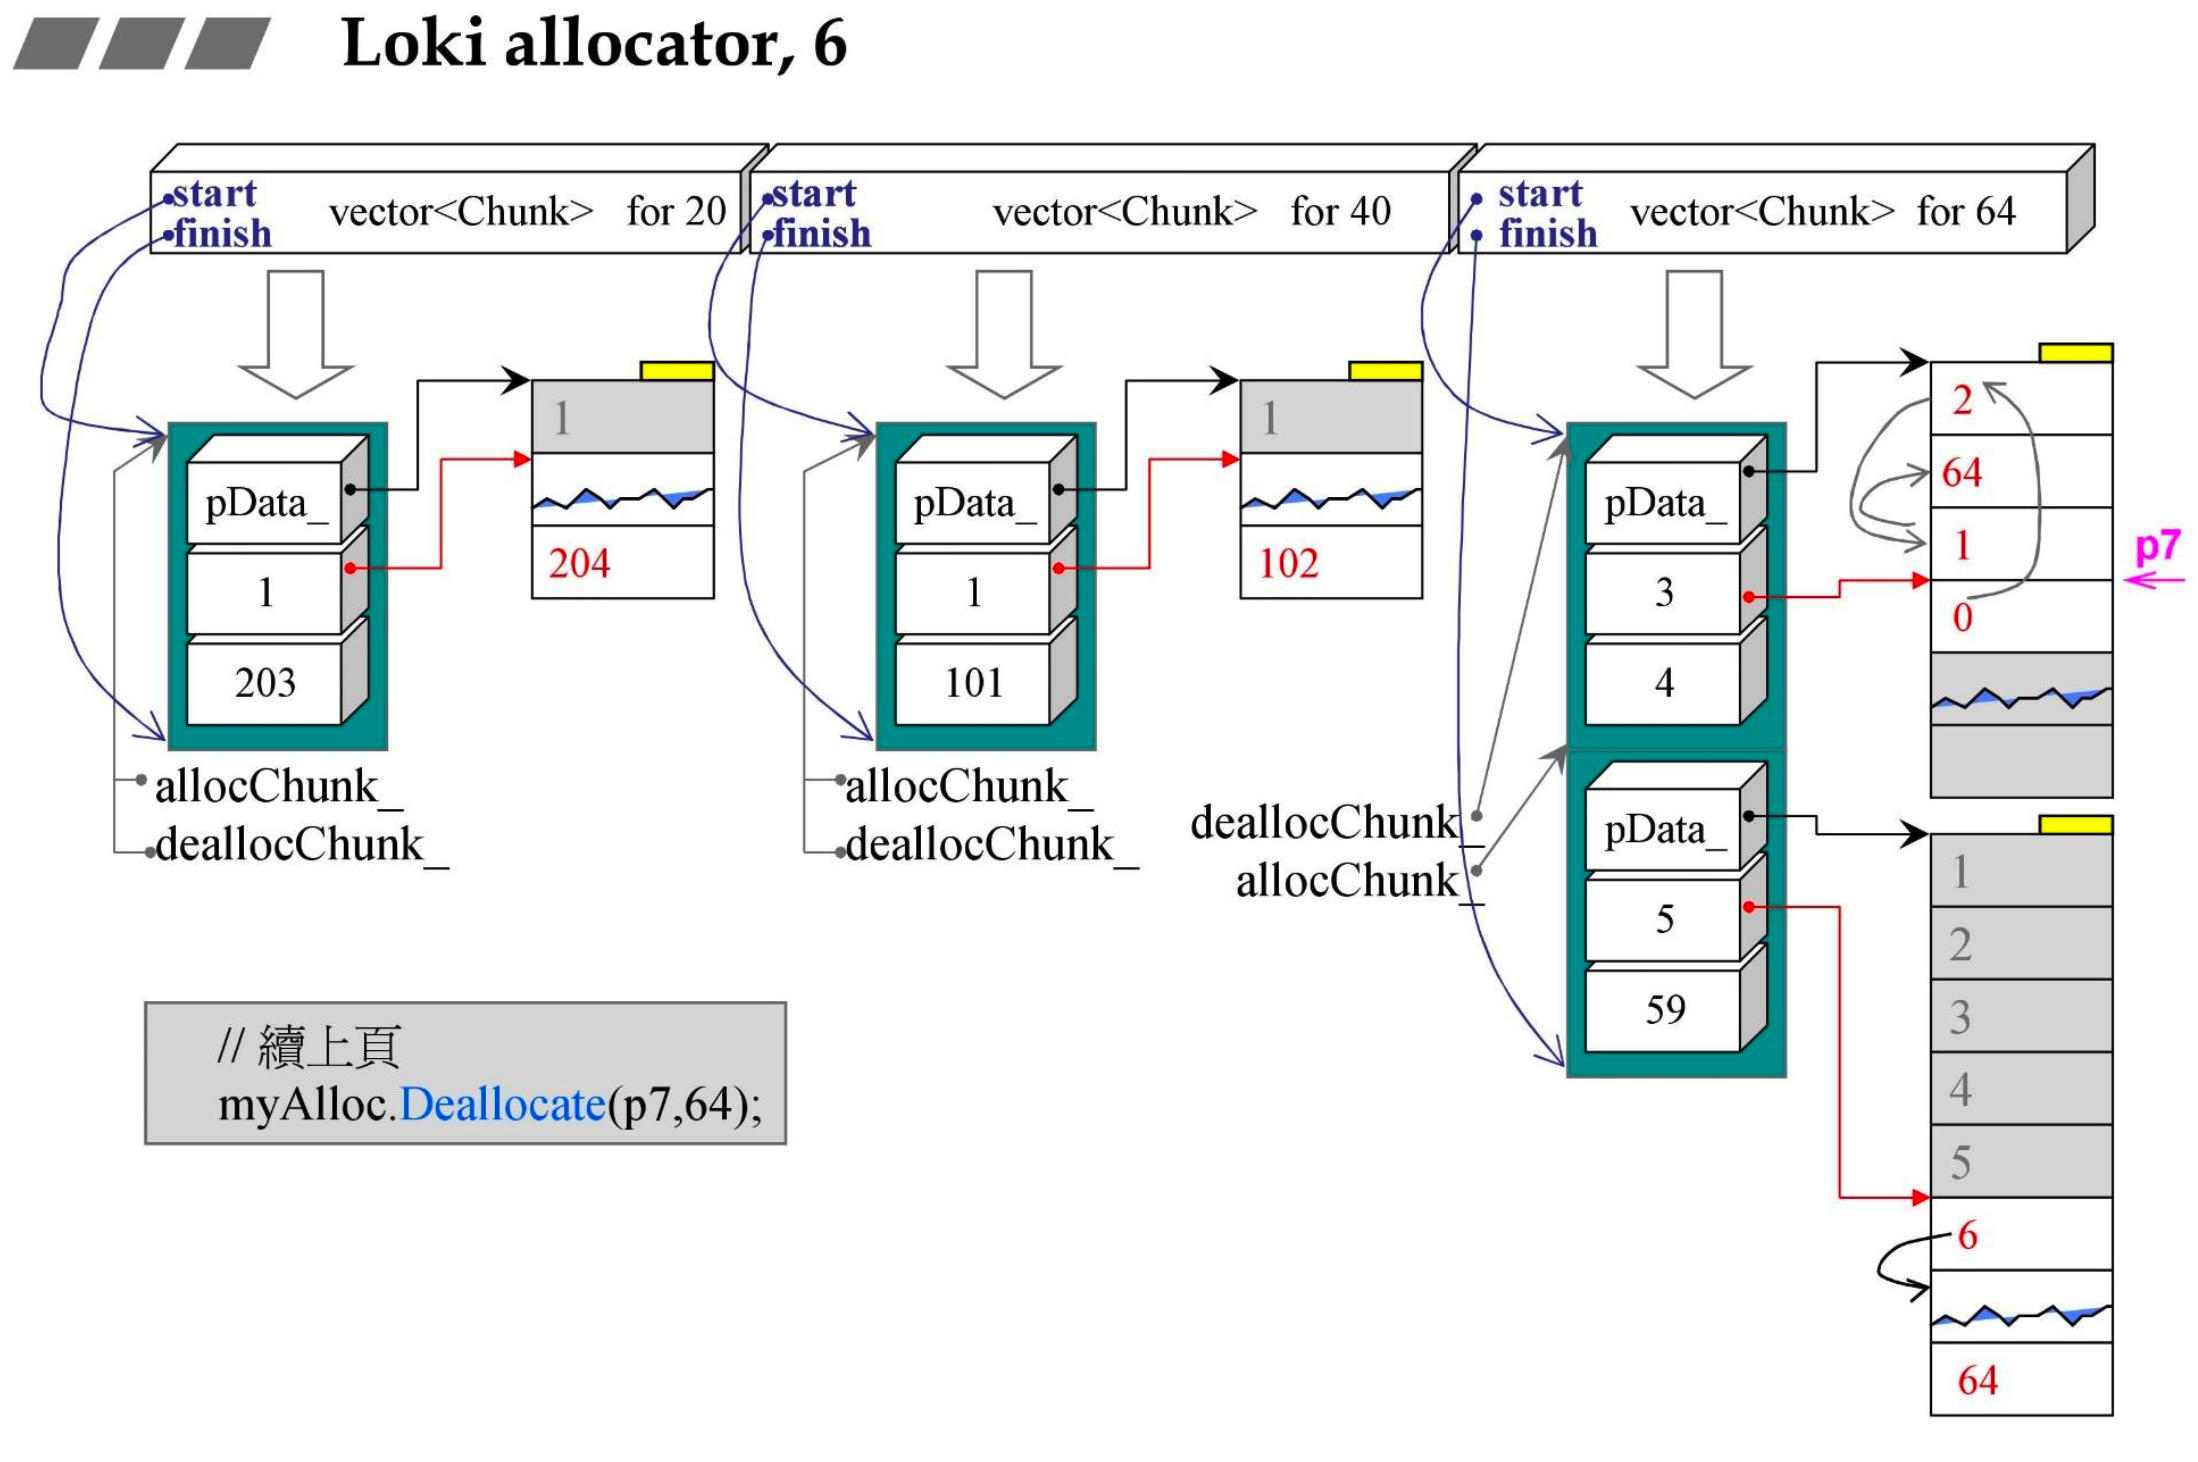 Loki allocator, 6
start
finish
vector<Chunk> for 20
start
finish
vector<Chunk> for 40
start
finish
vector<Chunk> for 64
pData_
1
203
1
204
allocChunk_
deallocChunk_
pData_
1
101
1
102
allocChunk_
deallocChunk_
pData_
3
4
2
64
1
0
p7
deallocChunk_
allocChunk_
pData_
5
59
1
2
3
4
5
6
64
// 續上頁
myAlloc.Deallocate(p7,64);